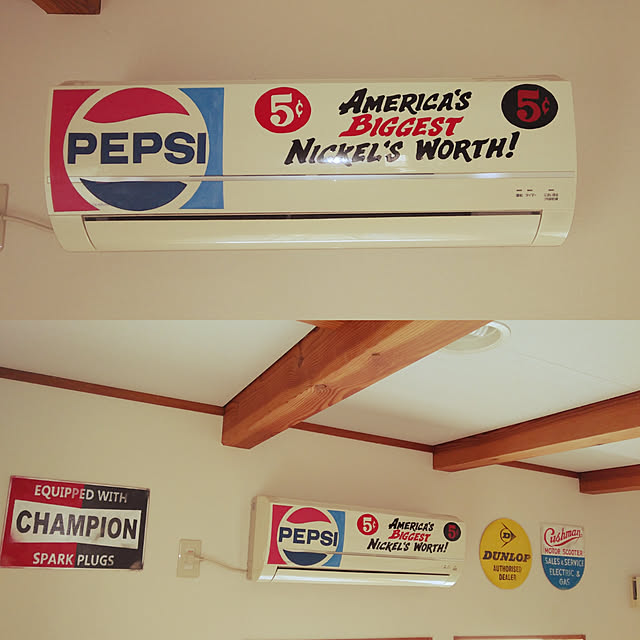 PEPSI
5¢
AMERICA'S
BIGGEST
NICKEL'S WORTH!
5¢
EQUIPPED WITH
CHAMPION
SPARK PLUGS
PEPSI
5¢
AMERICA'S
BIGGEST
NICKEL'S WORTH!
5¢
D
DUNLOP
AUTHORISED
DEALER
Cushman
MOTOR SCOOTER
SALES & SERVICE
ELECTRIC &
GAS